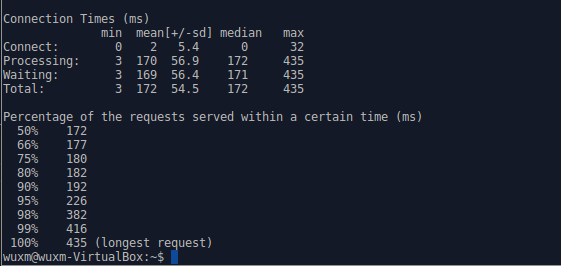 Connection Times (ms)
              min  mean[+/-sd] median   max
Connect:        0    2   5.4      0      32
Processing:     3  170  56.9    172     435
Waiting:        3  169  56.4    171     435
Total:          3  172  54.5    172     435

Percentage of the requests served within a certain time (ms)
  50%    172
  66%    177
  75%    180
  80%    182
  90%    192
  95%    226
  98%    382
  99%    416
 100%    435 (longest request)
wuxm@wuxm-VirtualBox:~$